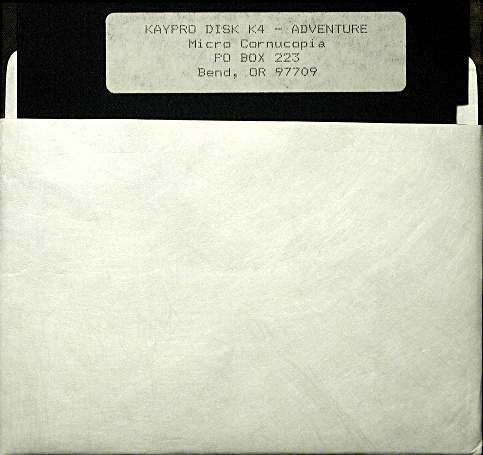 KAYPRO DISK K4 - ADVENTURE
Micro Cornucopia
PO BOX 223
Bend, OR 97709